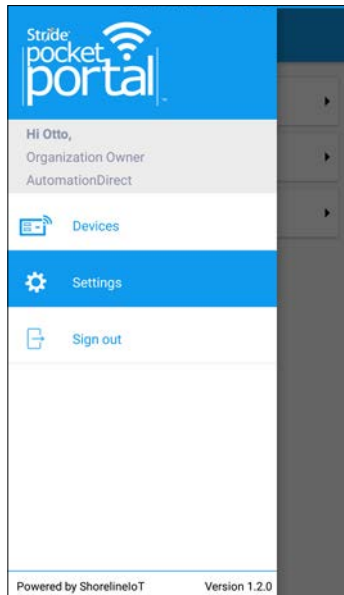 Stride
pocket
portal
Hi Otto,
Organization Owner
AutomationDirect
Devices
Settings
Sign out
Powered by ShorelineIoT Version 1.2.0